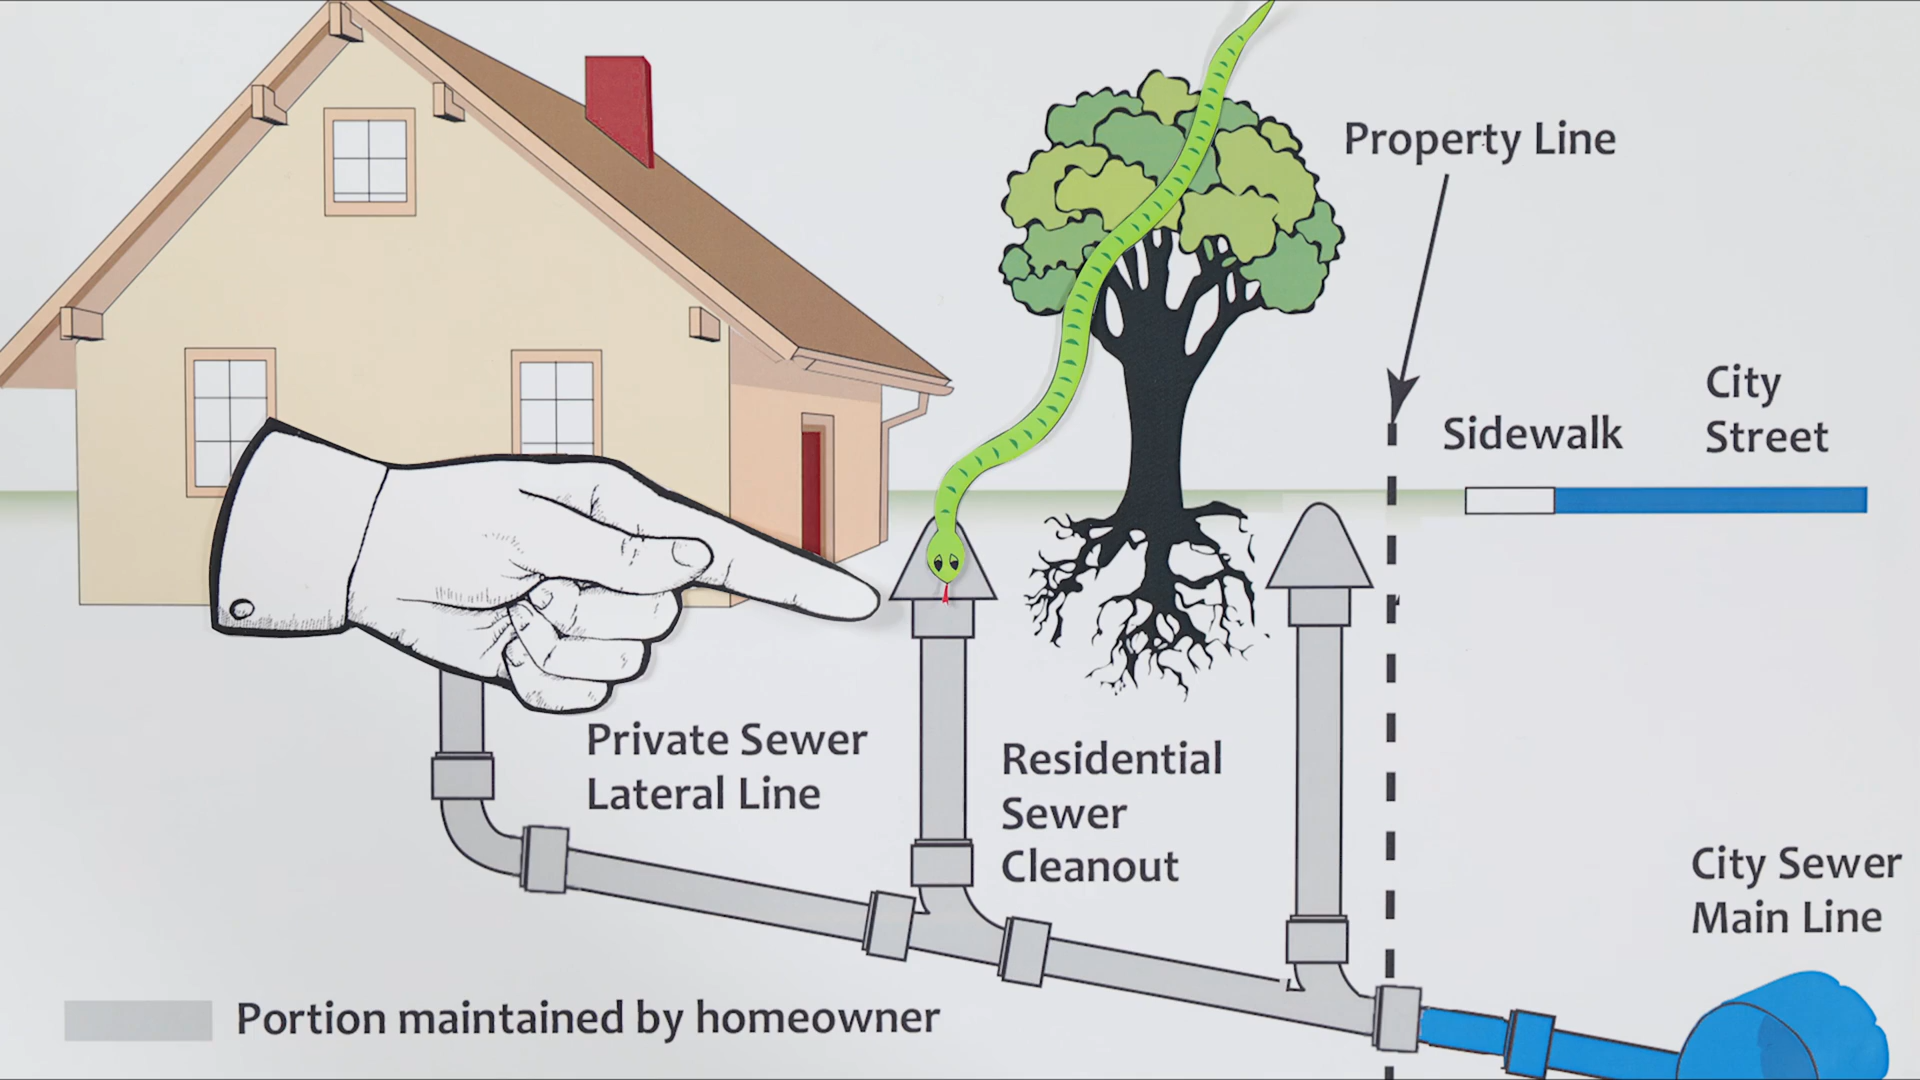 Property Line
City
Street
Sidewalk
Private Sewer
Lateral Line
Residential
Sewer
Cleanout
City Sewer
Main Line
Portion maintained by homeowner